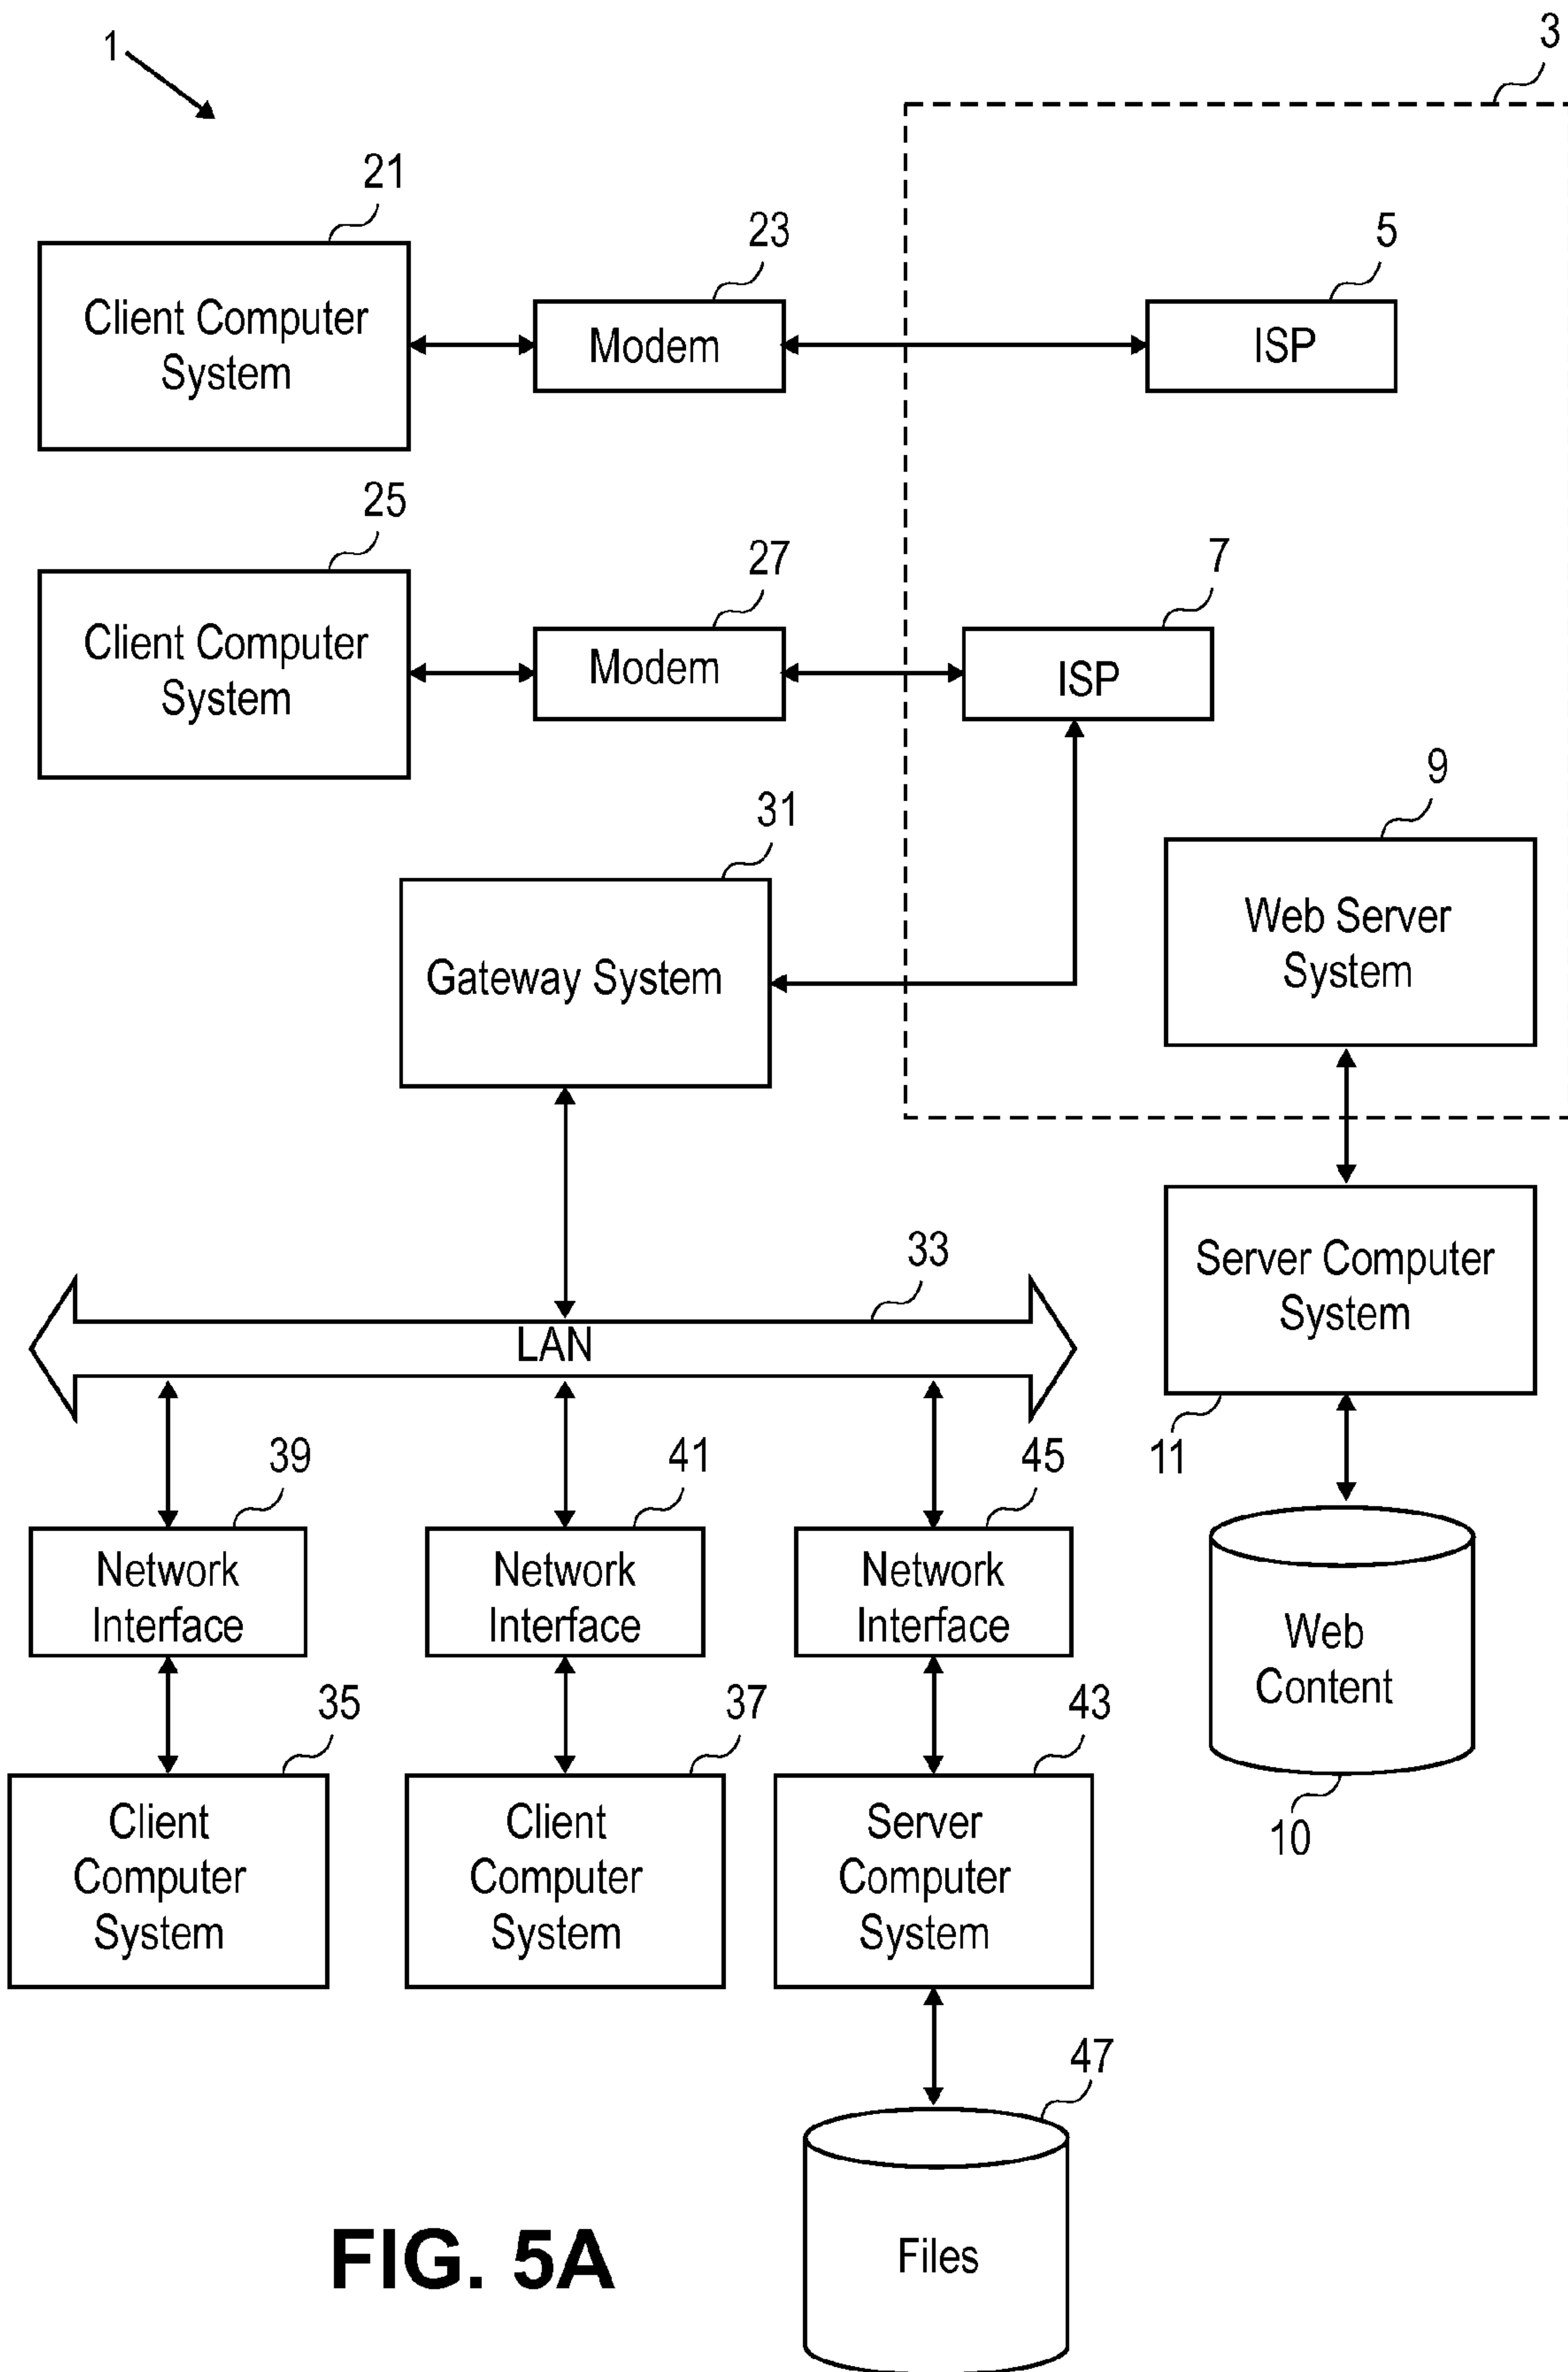 1
3
21
23
5
Client Computer
System
Modem
ISP
25
27
7
Client Computer
System
Modem
ISP
9
31
Web Server
System
Gateway System
33
Server Computer
System
LAN
11
39
41
45
Network
Interface
Network
Interface
Network
Interface
Web
Content
10
35
37
43
Client
Computer
System
Client
Computer
System
Server
Computer
System
47
Files
FIG. 5A